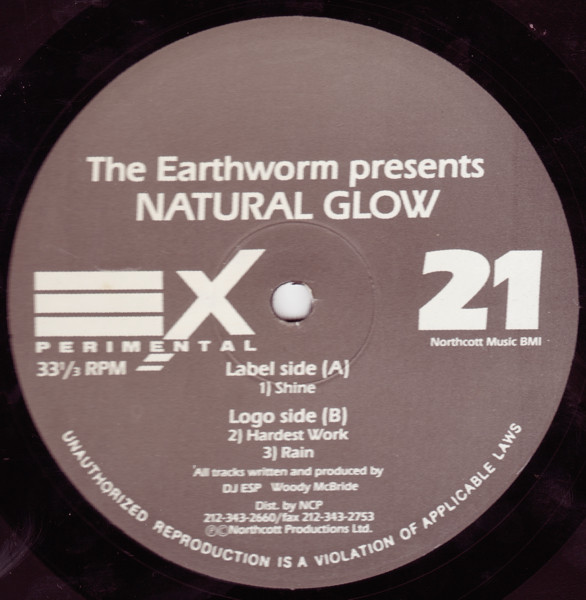 The Earthworm presents
NATURAL GLOW
EX
PERIMENTAL
21
Northcott Music BMI
33⅓ RPM
Label side (A)
1) Shine
Logo side (B)
2) Hardest Work
3) Rain
All tracks written and produced by
DJ ESP Woody McBride
Dist. by NCP
212-343-2660/fax 212-343-2753
ⓅⒸNorthcott Productions Ltd.
UNAUTHORIZED REPRODUCTION IS A VIOLATION OF APPLICABLE LAWS